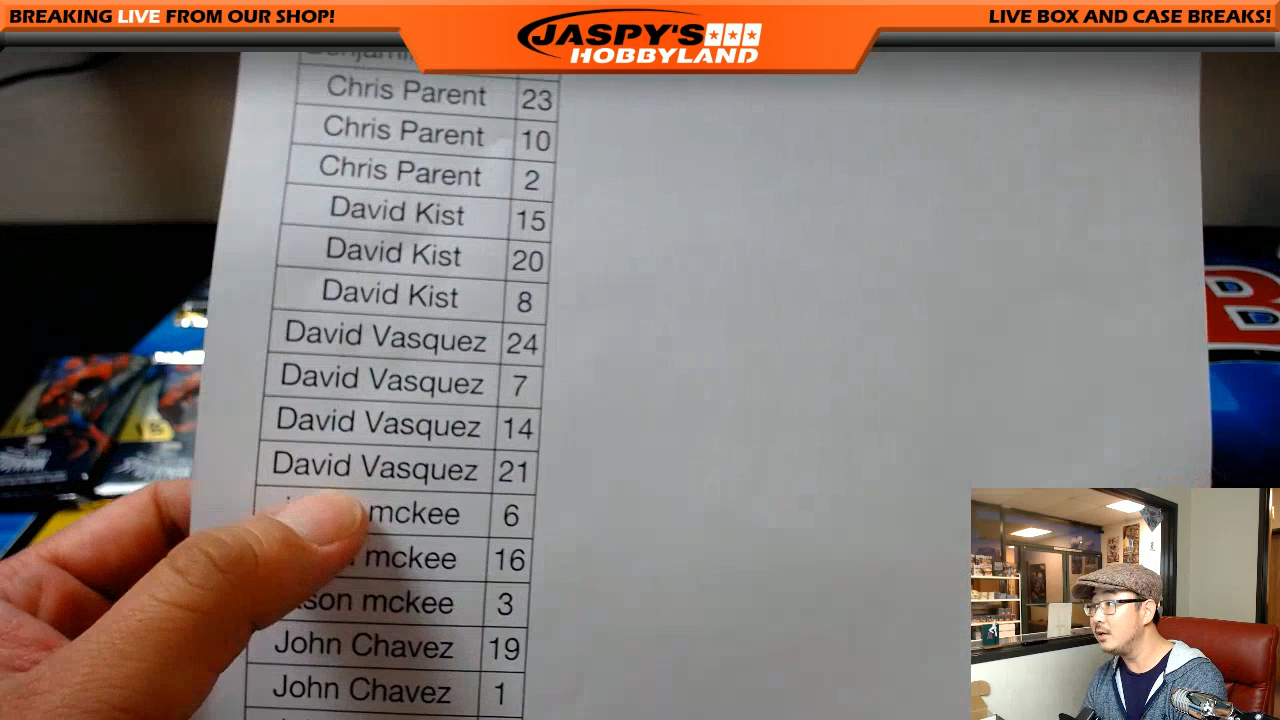 BREAKING LIVE FROM OUR SHOP!
JASPY'S
HOBBYLAND
LIVE BOX AND CASE BREAKS!
Chris Parent 23
Chris Parent 10
Chris Parent 2
David Kist 15
David Kist 20
David Kist 8
David Vasquez 24
David Vasquez 7
David Vasquez 14
David Vasquez 21
mckee 6
mckee 16
son mckee 3
John Chavez 19
John Chavez 1